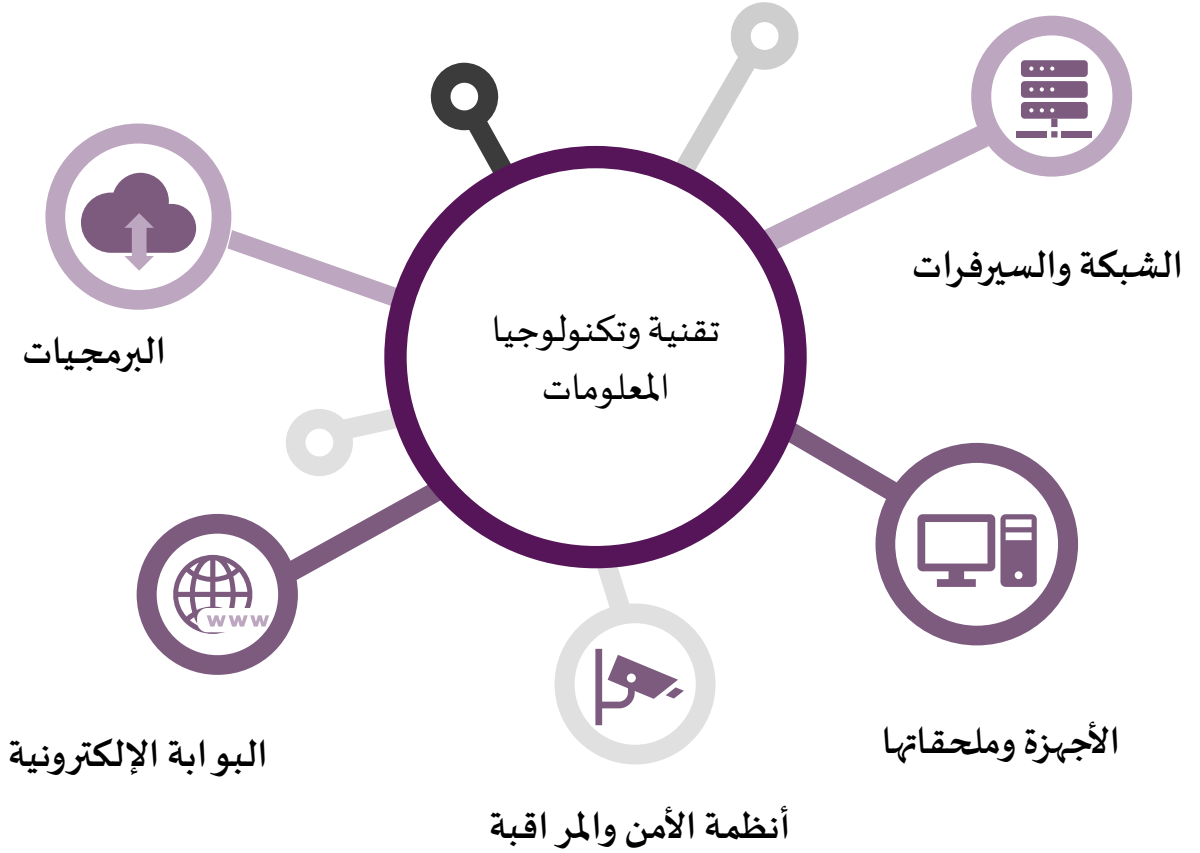 الشبكة والسيرفرات
تقنية وتكنولوجيا
المعلومات
البرمجيات
www
الأجهزة وملحقاتها
البوابة الإلكترونية
أنظمة الأمن والمراقبة